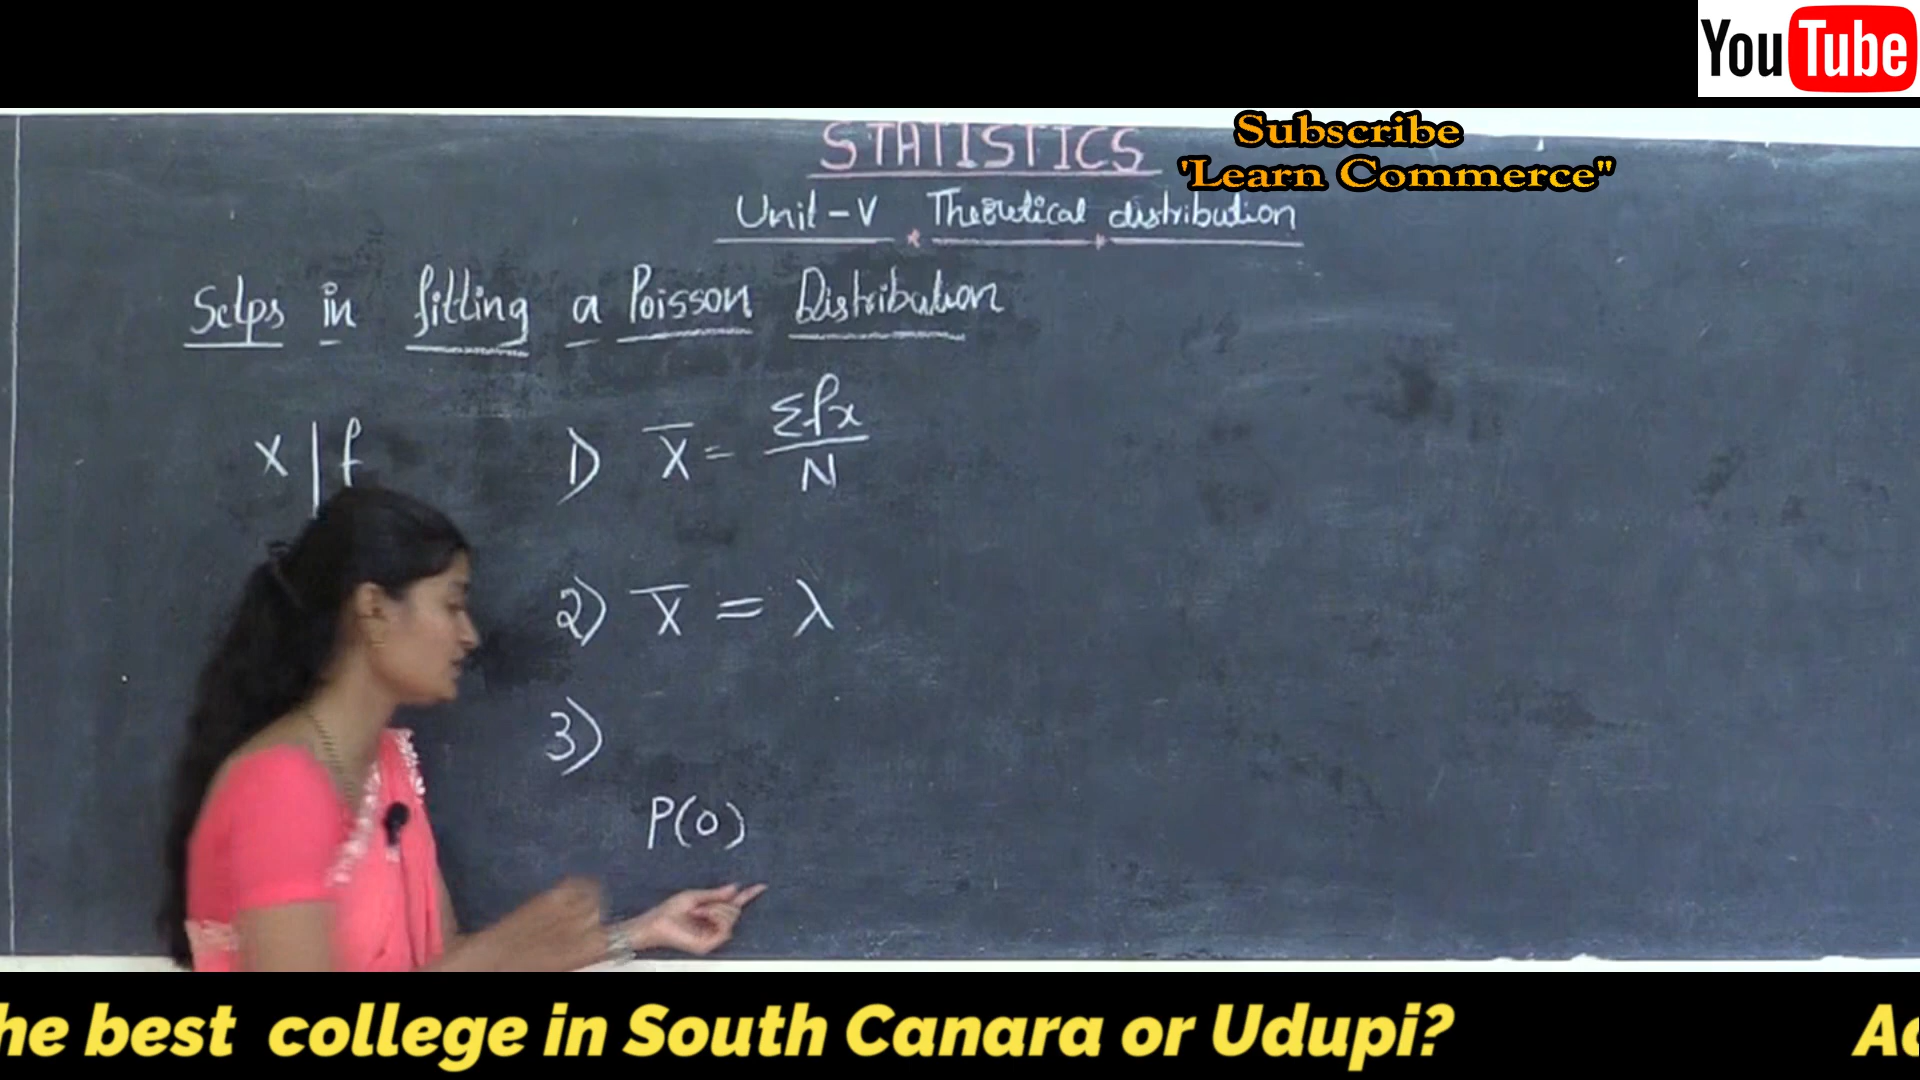 YouTube
Subscribe
'Learn Commerce"
STATISTICS
Unit - V Theoretical distribution
Setps in fitting a Poisson Distribution
X | f
1) X̅ = Σfx / N
2) X̅ = λ
3)
P(0)
he best college in South Canara or Udupi?